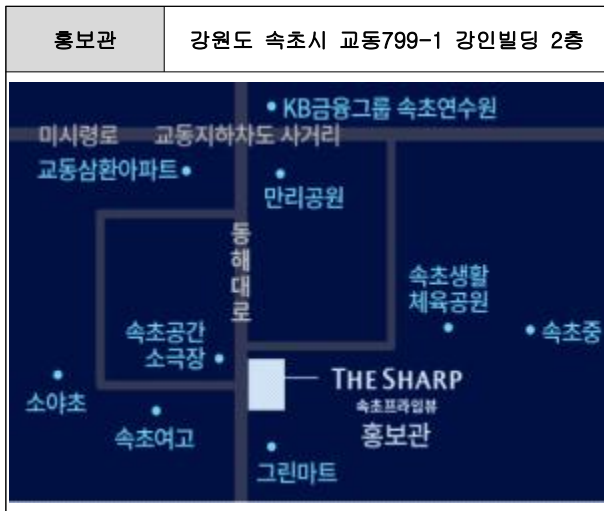 홍보관 강원도 속초시 교동799-1 강인빌딩 2층
KB금융그룹 속초연수원
미시령로 교동지하차도 사거리
교동삼환아파트
만리공원
동해대로
속초생활
체육공원
속초공간
소극장
속초중
THE SHARP
속초프라임뷰
홍보관
소야초
속초여고
그린마트